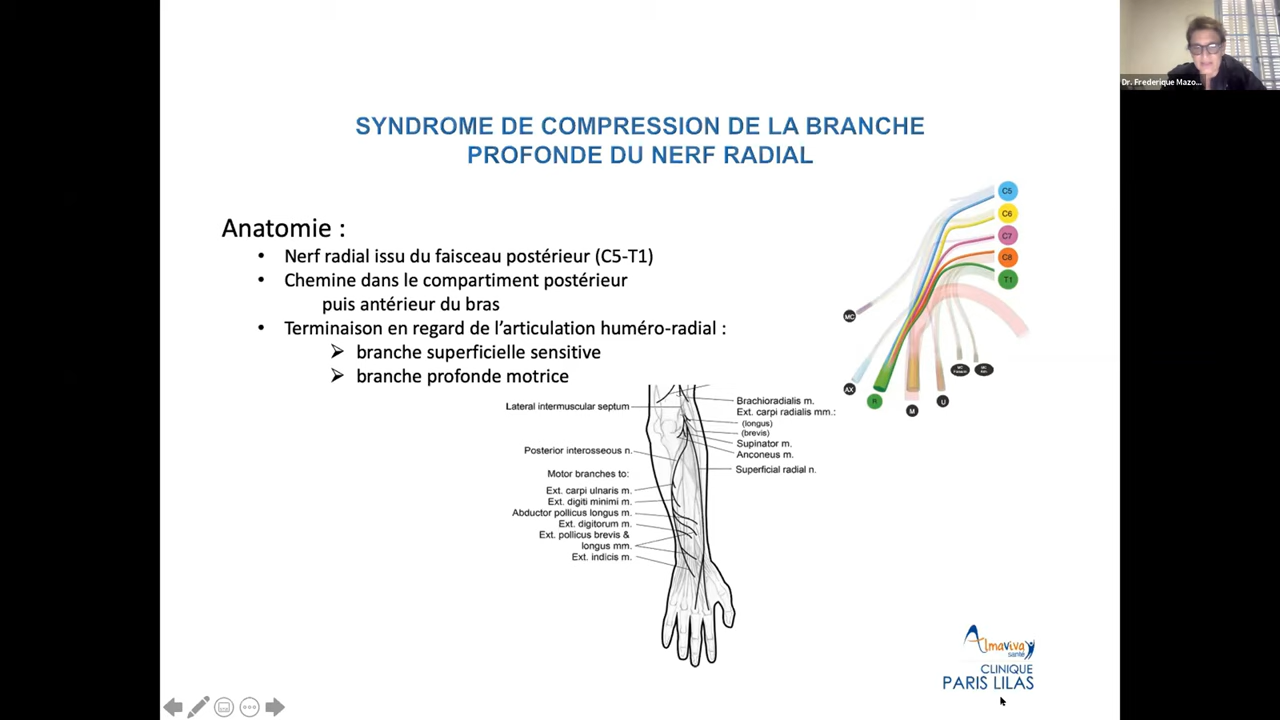 Dr. Frederique Mazo...
SYNDROME DE COMPRESSION DE LA BRANCHE
PROFONDE DU NERF RADIAL
Anatomie :
• Nerf radial issu du faisceau postérieur (C5-T1)
• Chemine dans le compartiment postérieur
puis antérieur du bras
• Terminaison en regard de l’articulation huméro-radial :
➢ branche superficielle sensitive
➢ branche profonde motrice
C5
C6
C7
C8
T1
MC
AX
R
M
U
Lateral intermuscular septum
Posterior interosseous n.
Motor branches to:
Ext. carpi ulnaris m.
Ext. digiti minimi m.
Abductor pollicus longus m.
Ext. digitorum m.
Ext. pollicus brevis &
longus mm.
Ext. indicis m.
Brachioradialis m.
Ext. carpi radialis mm.:
(longus)
(brevis)
Supinator m.
Anconeus m.
Superficial radial n.
Almaviva
santé
CLINIQUE
PARIS LILAS